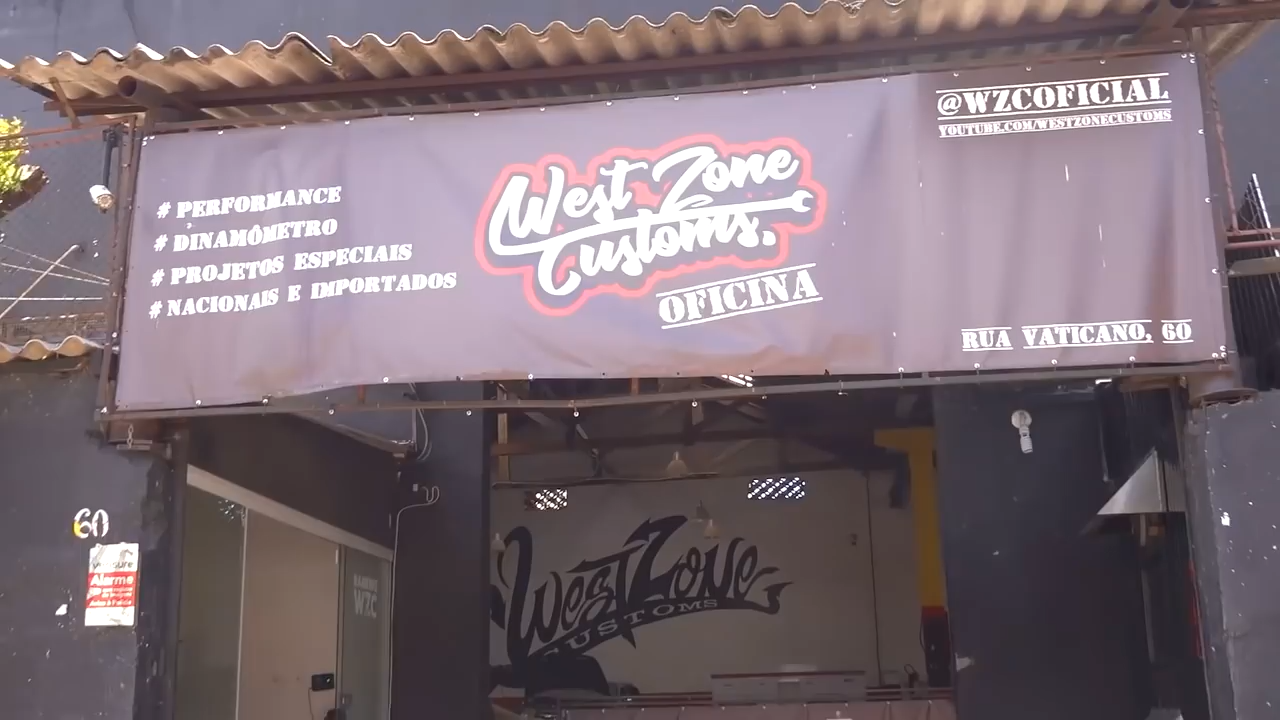 @WZCOFICIAL
YOUTUBE.COM/WESTZONECUSTOMS
# PERFORMANCE
# DINAMÔMETRO
# PROJETOS ESPECIAIS
# NACIONAIS E IMPORTADOS
West Zone
Customs.
OFICINA
RUA VATICANO, 60
60
Alarme
WEST ZONE
CUSTOMS
WZC